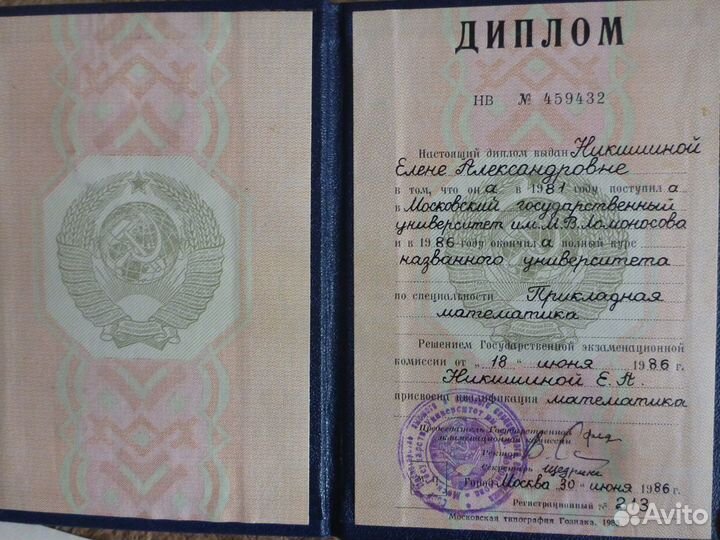 ДИПЛОМ
НВ № 459432
Настоящий диплом выдан Никишиной
Елене Александровне
в том, что она в 1981 году поступила
в Московский государственный
университет им. М.В. Ломоносова
и в 1986 году окончила полный курс
названного университета
по специальности Прикладная
математика
Решением Государственной экзаменационной
комиссии от „18“ июня 1986 г.
Никишиной Е.А.
присвоена квалификация математика
Председатель Государственной
экзаменационной комиссии
Ректор
Секретарь
Город Москва 30 июня 1986 г.
Регистрационный № 213
Московская типография Гознака. 198
Avito